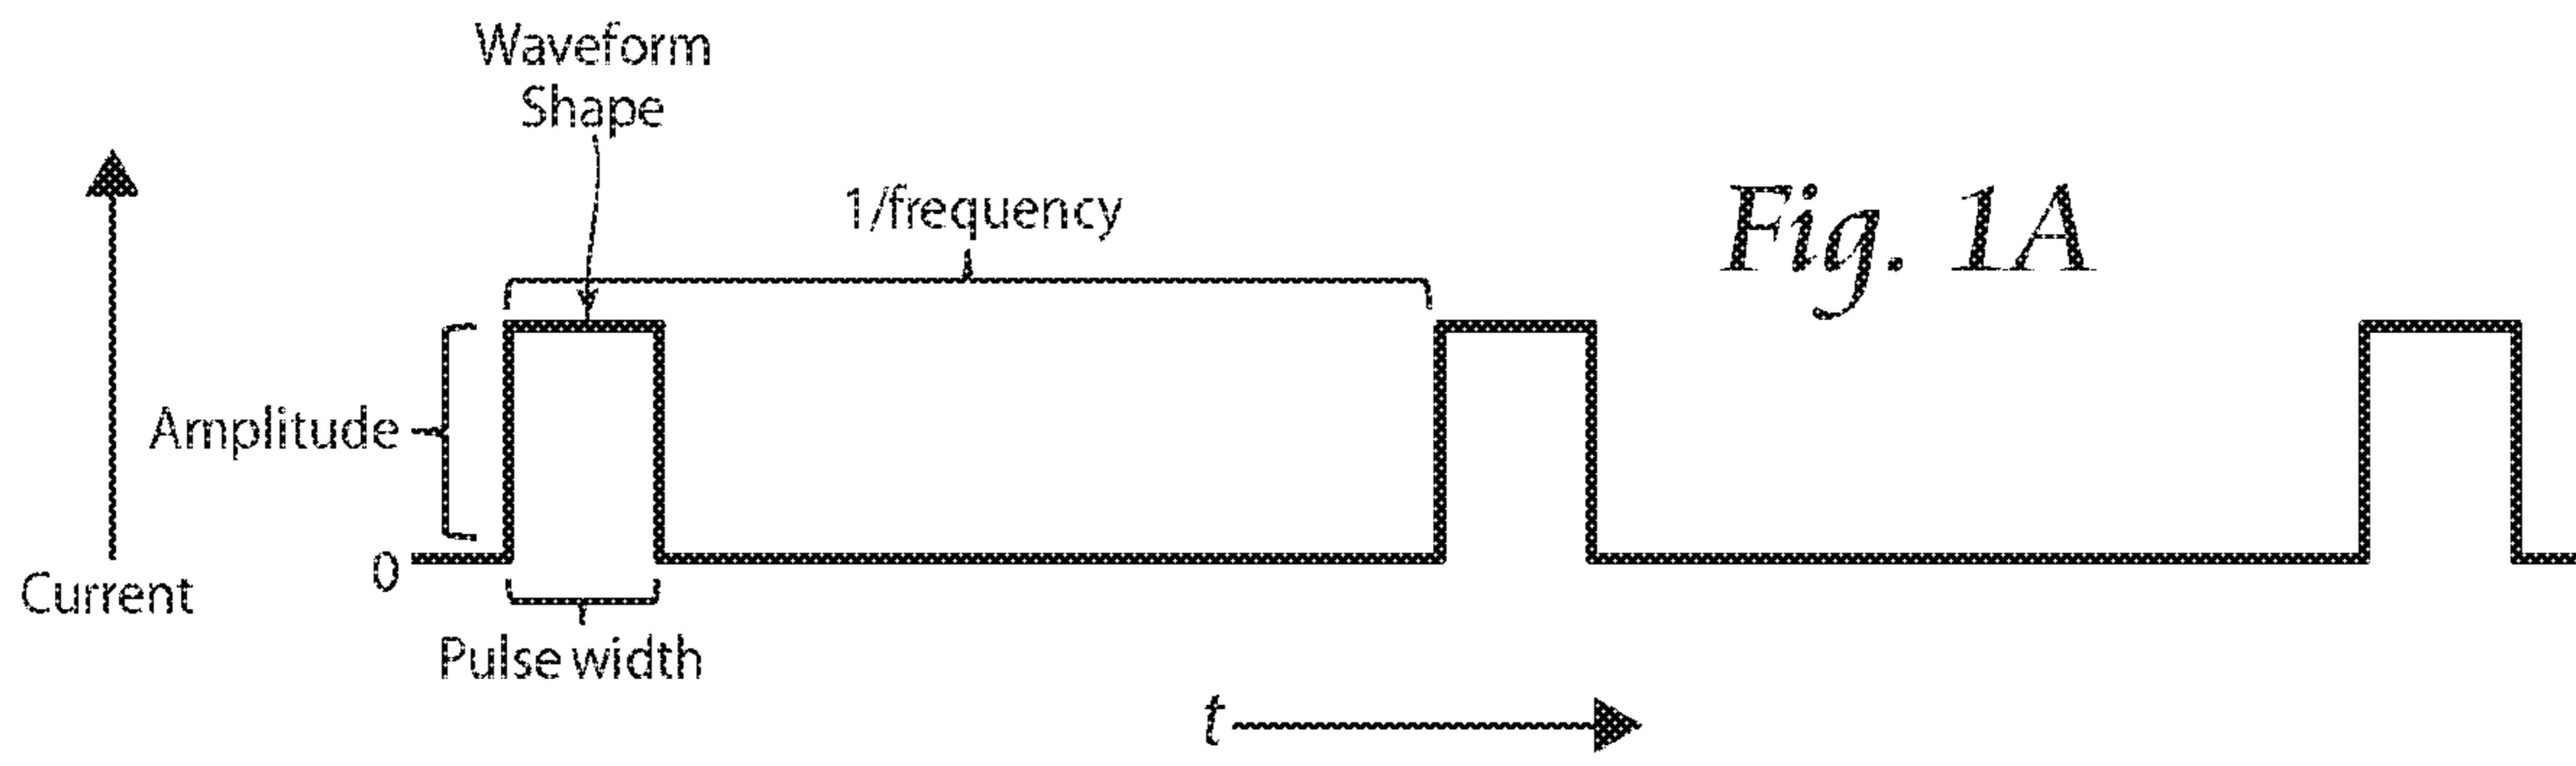 Waveform
Shape
1/frequency
Fig. 1A
Amplitude
0
Current
Pulse width
t